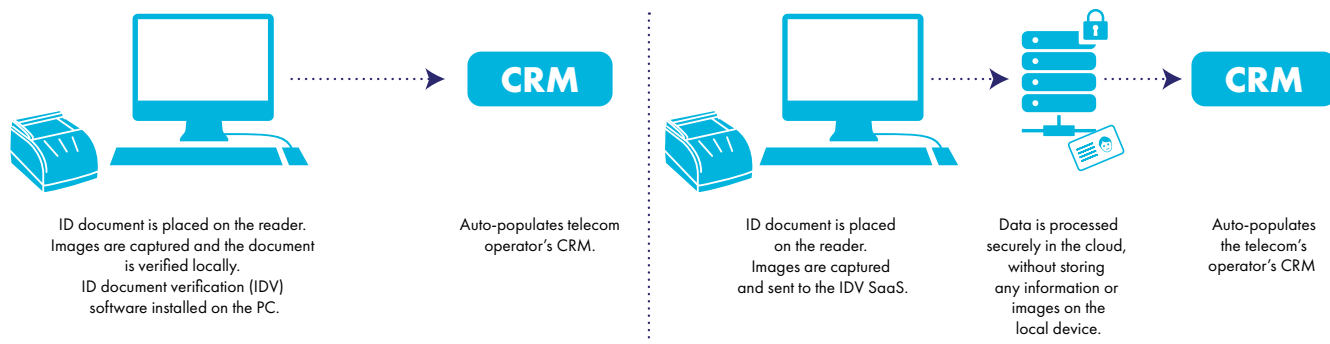 CRM
ID document is placed on the reader.
Images are captured and the document
is verified locally.
ID document verification (IDV)
software installed on the PC.
Auto-populates telecom
operator's CRM.
CRM
ID document is placed
on the reader.
Images are captured
and sent to the IDV SaaS.
Data is processed
securely in the cloud,
without storing
any information or
images on the
local device.
Auto-populates
the telecom's
operator's CRM